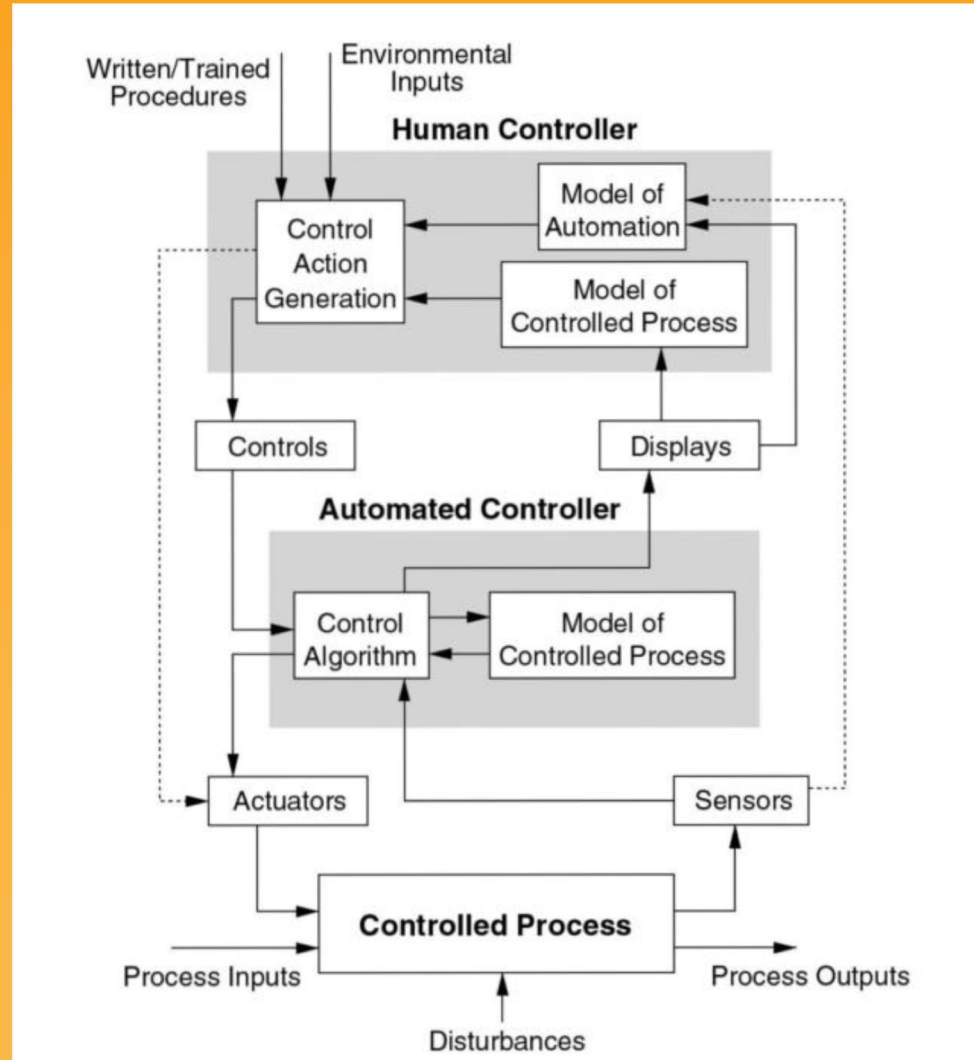 Written/Trained
Procedures
Environmental
Inputs
Human Controller
Control
Action
Generation
Model of
Automation
Model of
Controlled Process
Controls
Displays
Automated Controller
Control
Algorithm
Model of
Controlled Process
Actuators
Sensors
Controlled Process
Process Inputs
Process Outputs
Disturbances